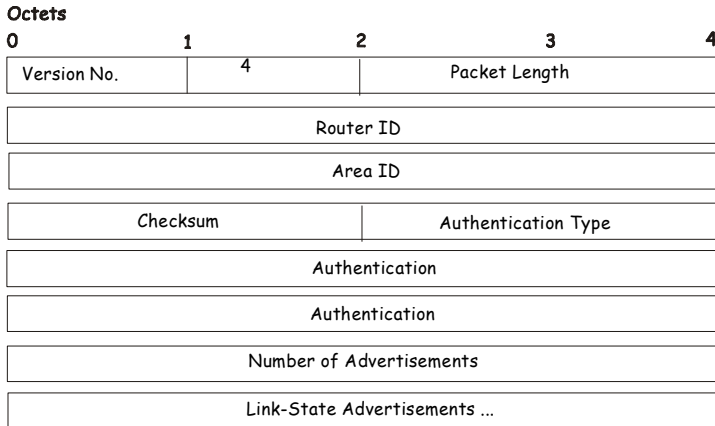 Octets
0 1 2 3 4
Version No. 4 Packet Length
Router ID
Area ID
Checksum Authentication Type
Authentication
Authentication
Number of Advertisements
Link-State Advertisements ...